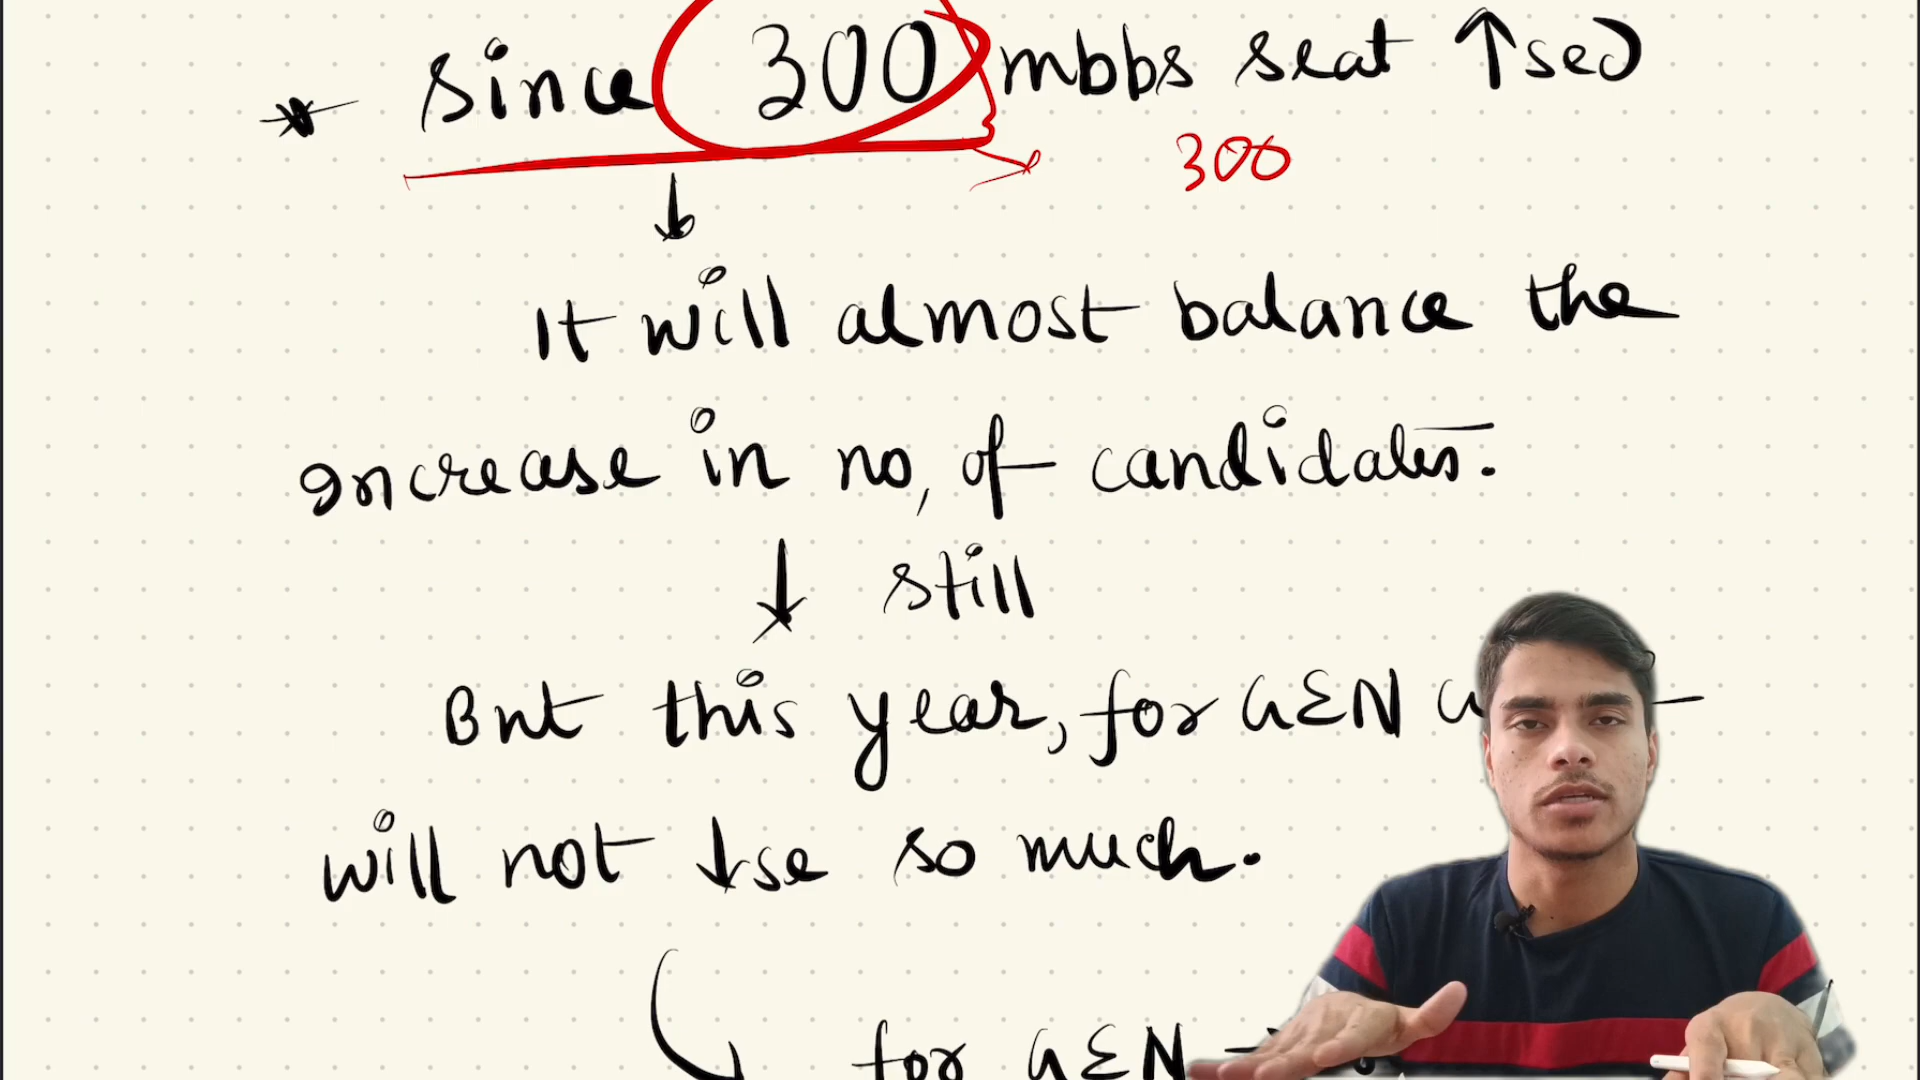 * since 300 mbbs seat ↑sed
300
↓
It will almost balance the
increase in no, of candidates.
↓ still
But this year, for GEN
will not ↓se so much.
for GEN